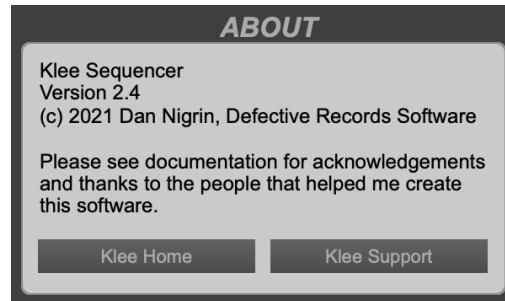 ABOUT
Klee Sequencer
Version 2.4
(c) 2021 Dan Nigrin, Defective Records Software
Please see documentation for acknowledgements
and thanks to the people that helped me create
this software.
Klee Home
Klee Support